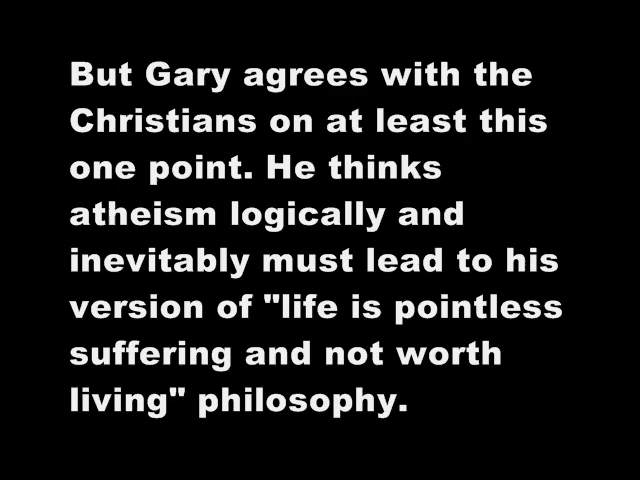 But Gary agrees with the
Christians on at least this
one point. He thinks
atheism logically and
inevitably must lead to his
version of "life is pointless
suffering and not worth
living" philosophy.